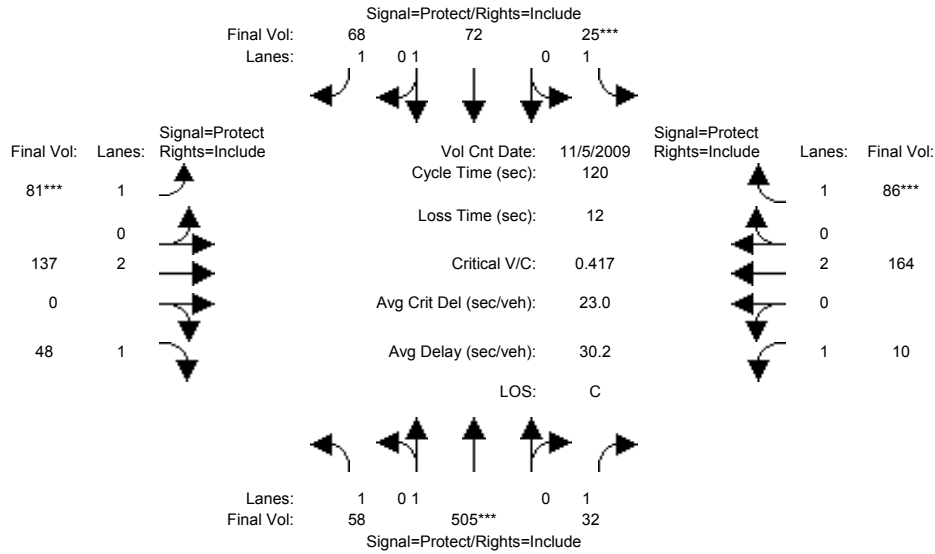 Signal=Protect/Rights=Include
Final Vol: 68 72 25***
Lanes: 1 0 1 0 1
Signal=Protect Signal=Protect
Final Vol: Lanes: Rights=Include Vol Cnt Date: 11/5/2009 Rights=Include Lanes: Final Vol:
Cycle Time (sec): 120
81*** 1 1 86***
Loss Time (sec): 12
0 0
137 2 Critical V/C: 0.417 2 164
0 Avg Crit Del (sec/veh): 23.0 0
48 1 Avg Delay (sec/veh): 30.2 1 10
LOS: C
Lanes: 1 0 1 0 1
Final Vol: 58 505*** 32
Signal=Protect/Rights=Include